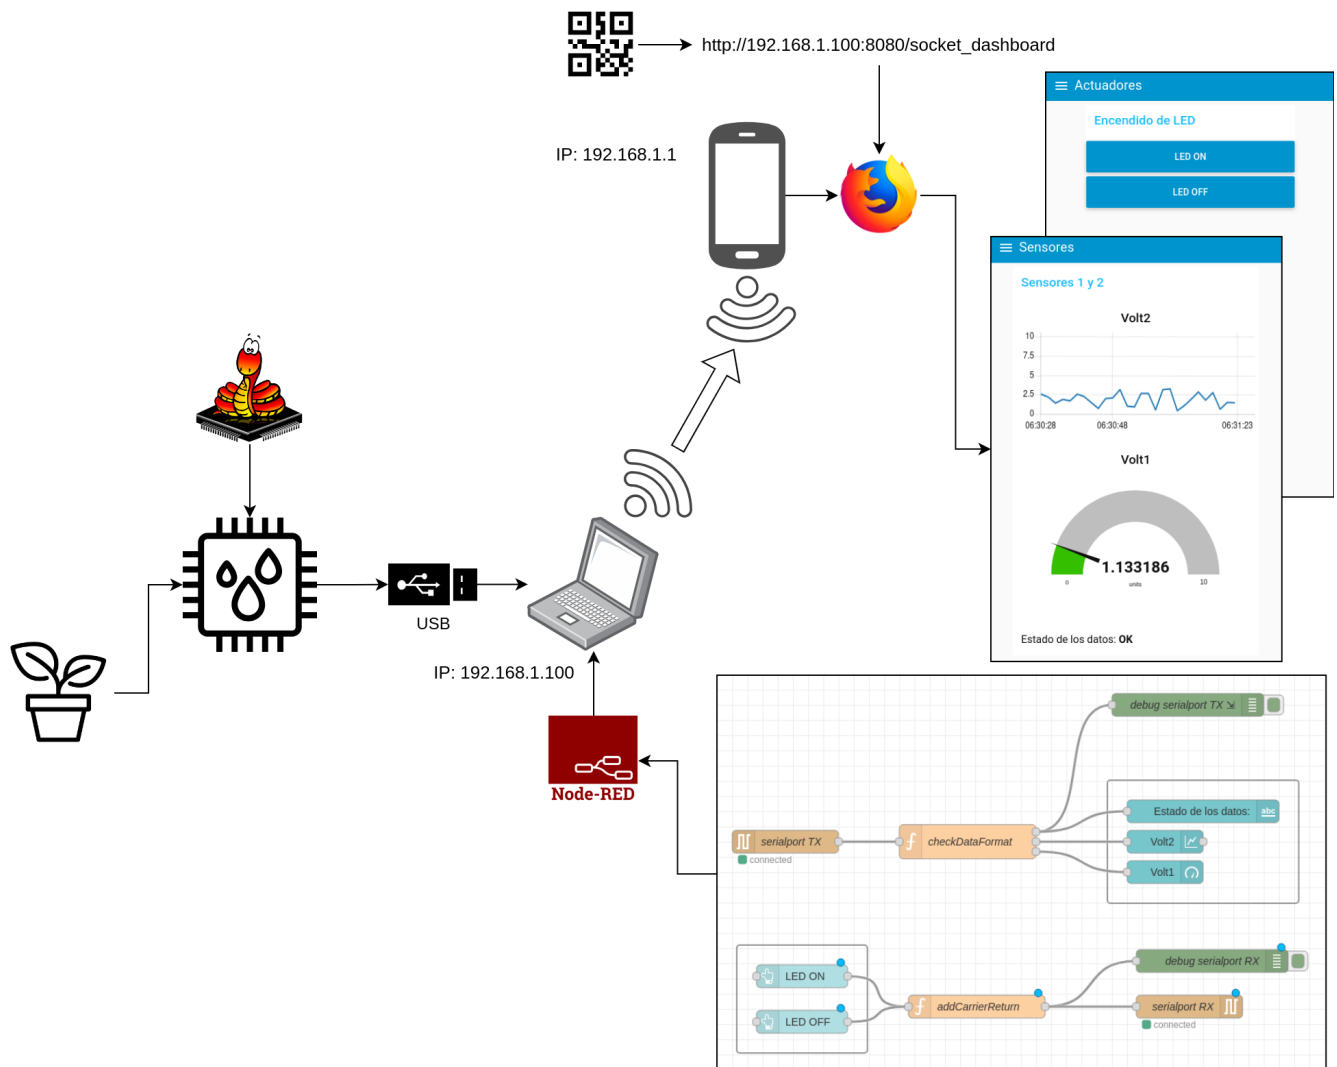 http://192.168.1.100:8080/socket_dashboard
Actuadores
Encendido de LED
LED ON
LED OFF
IP: 192.168.1.1
Sensores
Sensores 1 y 2
Volt2
10
7.5
5
2.5
0
06:30:28 06:30:48 06:31:23
Volt1
1.133186
0 units 10
Estado de los datos: OK
USB
IP: 192.168.1.100
Node-RED
debug serialport TX
Estado de los datos: abc
serialport TX
connected
checkDataFormat
Volt2
Volt1
debug serialport RX
LED ON
LED OFF
addCarrierReturn
serialport RX
connected